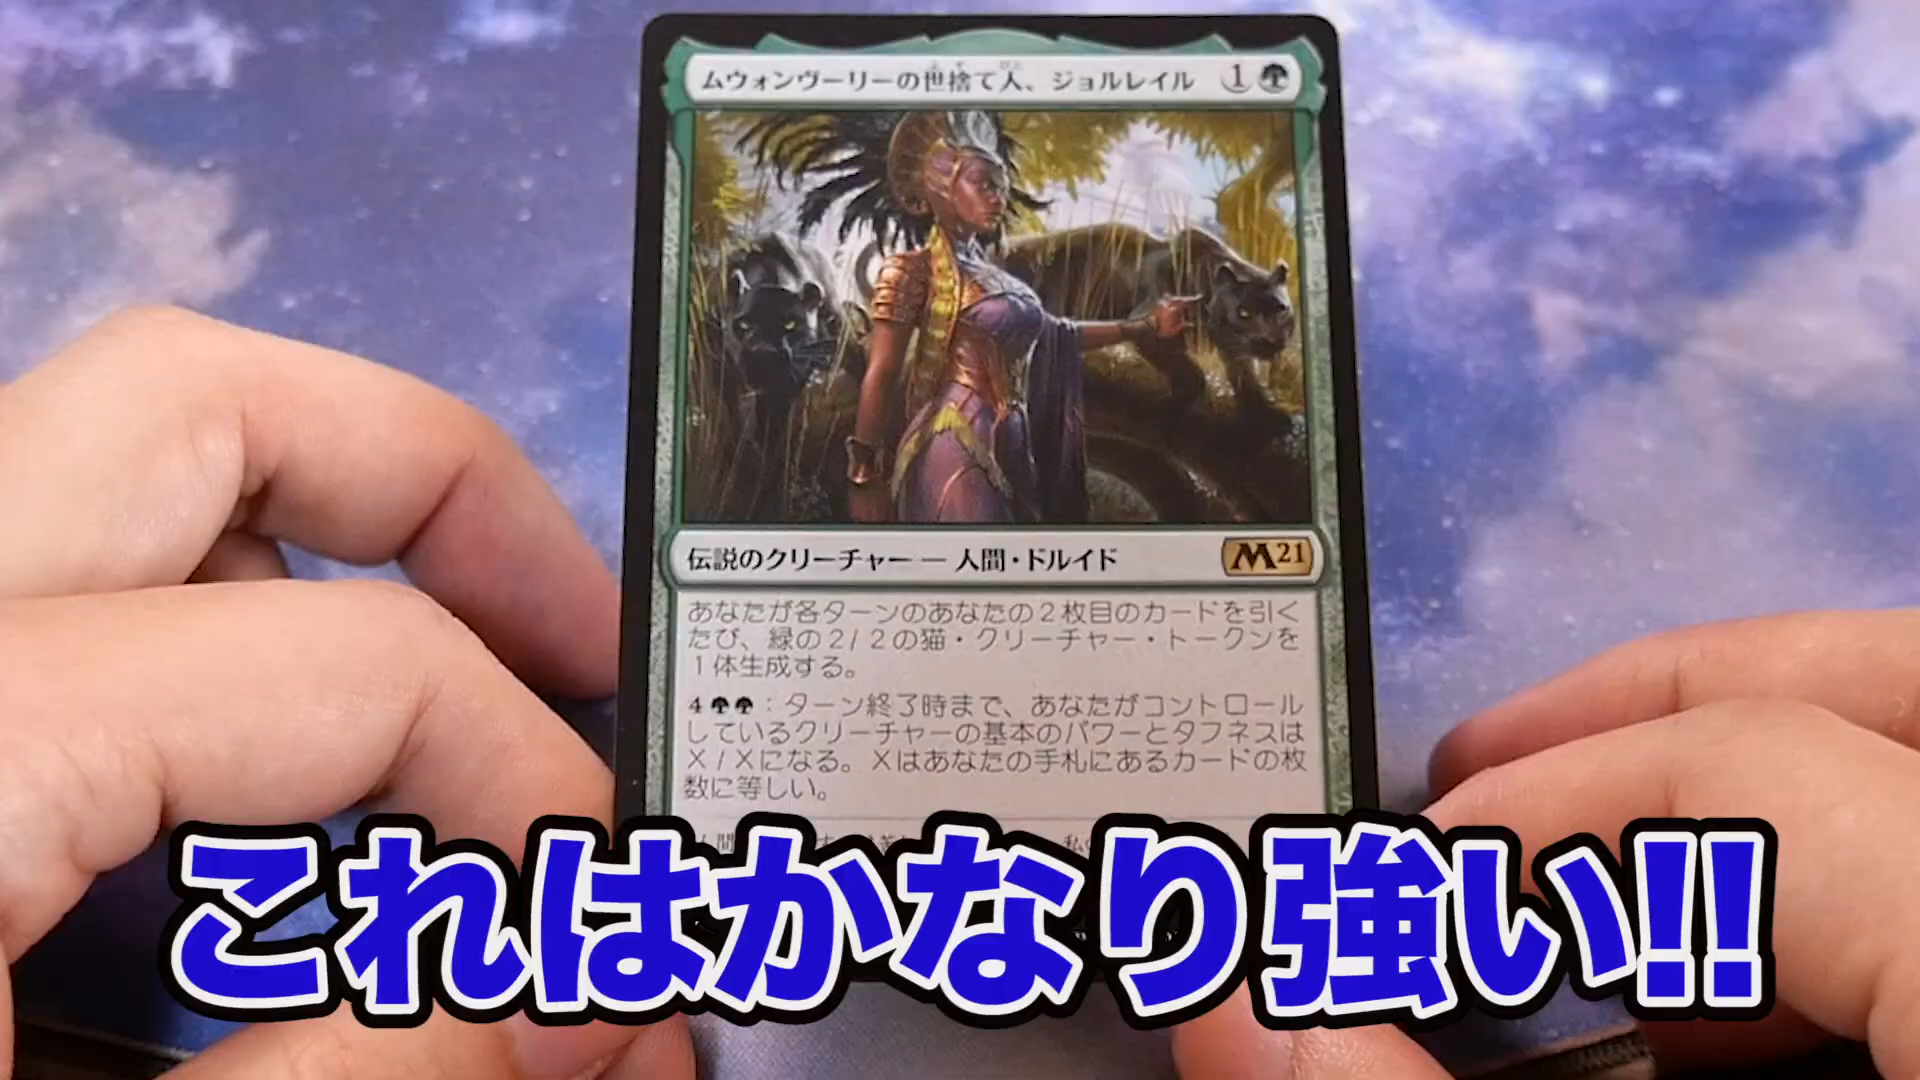 ムウォンヴーリーの世捨て人、ジョルレイル 1
伝説のクリーチャー ― 人間・ドルイド M21
あなたが各ターンのあなたの2枚目のカードを引く
たび、緑の2/2の猫・クリーチャー・トークンを
1体生成する。
4：ターン終了時まで、あなたがコントロール
しているクリーチャーの基本のパワーとタフネスは
X/Xになる。Xはあなたの手札にあるカードの枚
数に等しい。
これはかなり強い!!